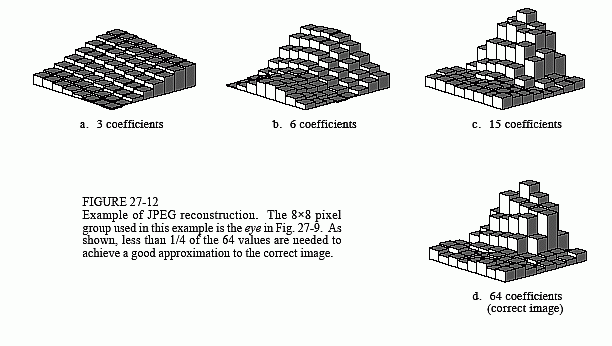 a. 3 coefficients
b. 6 coefficients
c. 15 coefficients
FIGURE 27-12
Example of JPEG reconstruction. The 8×8 pixel
group used in this example is the eye in Fig. 27-9. As
shown, less than 1/4 of the 64 values are needed to
achieve a good approximation to the correct image.
d. 64 coefficients
(correct image)